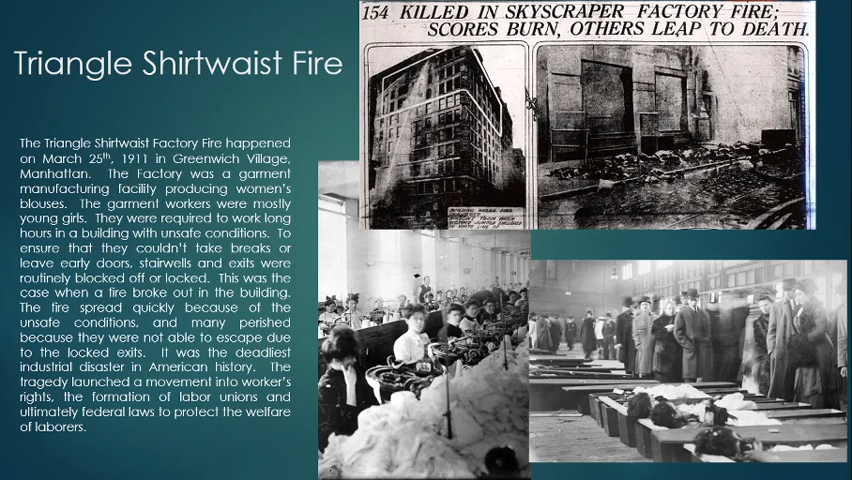 154 KILLED IN SKYSCRAPER FACTORY FIRE;
SCORES BURN, OTHERS LEAP TO DEATH.
Triangle Shirtwaist Fire
The Triangle Shirtwaist Factory Fire happened
on March 25th, 1911 in Greenwich Village,
Manhattan. The Factory was a garment
manufacturing facility producing women's
blouses. The garment workers were mostly
young girls. They were required to work long
hours in a building with unsafe conditions. To
ensure that they couldn't take breaks or
leave early doors, stairwells and exits were
routinely blocked off or locked. This was the
case when a fire broke out in the building.
The fire spread quickly because of the
unsafe conditions, and many perished
because they were not able to escape due
to the locked exits. It was the deadliest
industrial disaster in American history. The
tragedy launched a movement into worker's
rights, the formation of labor unions and
ultimately federal laws to protect the welfare
of laborers.